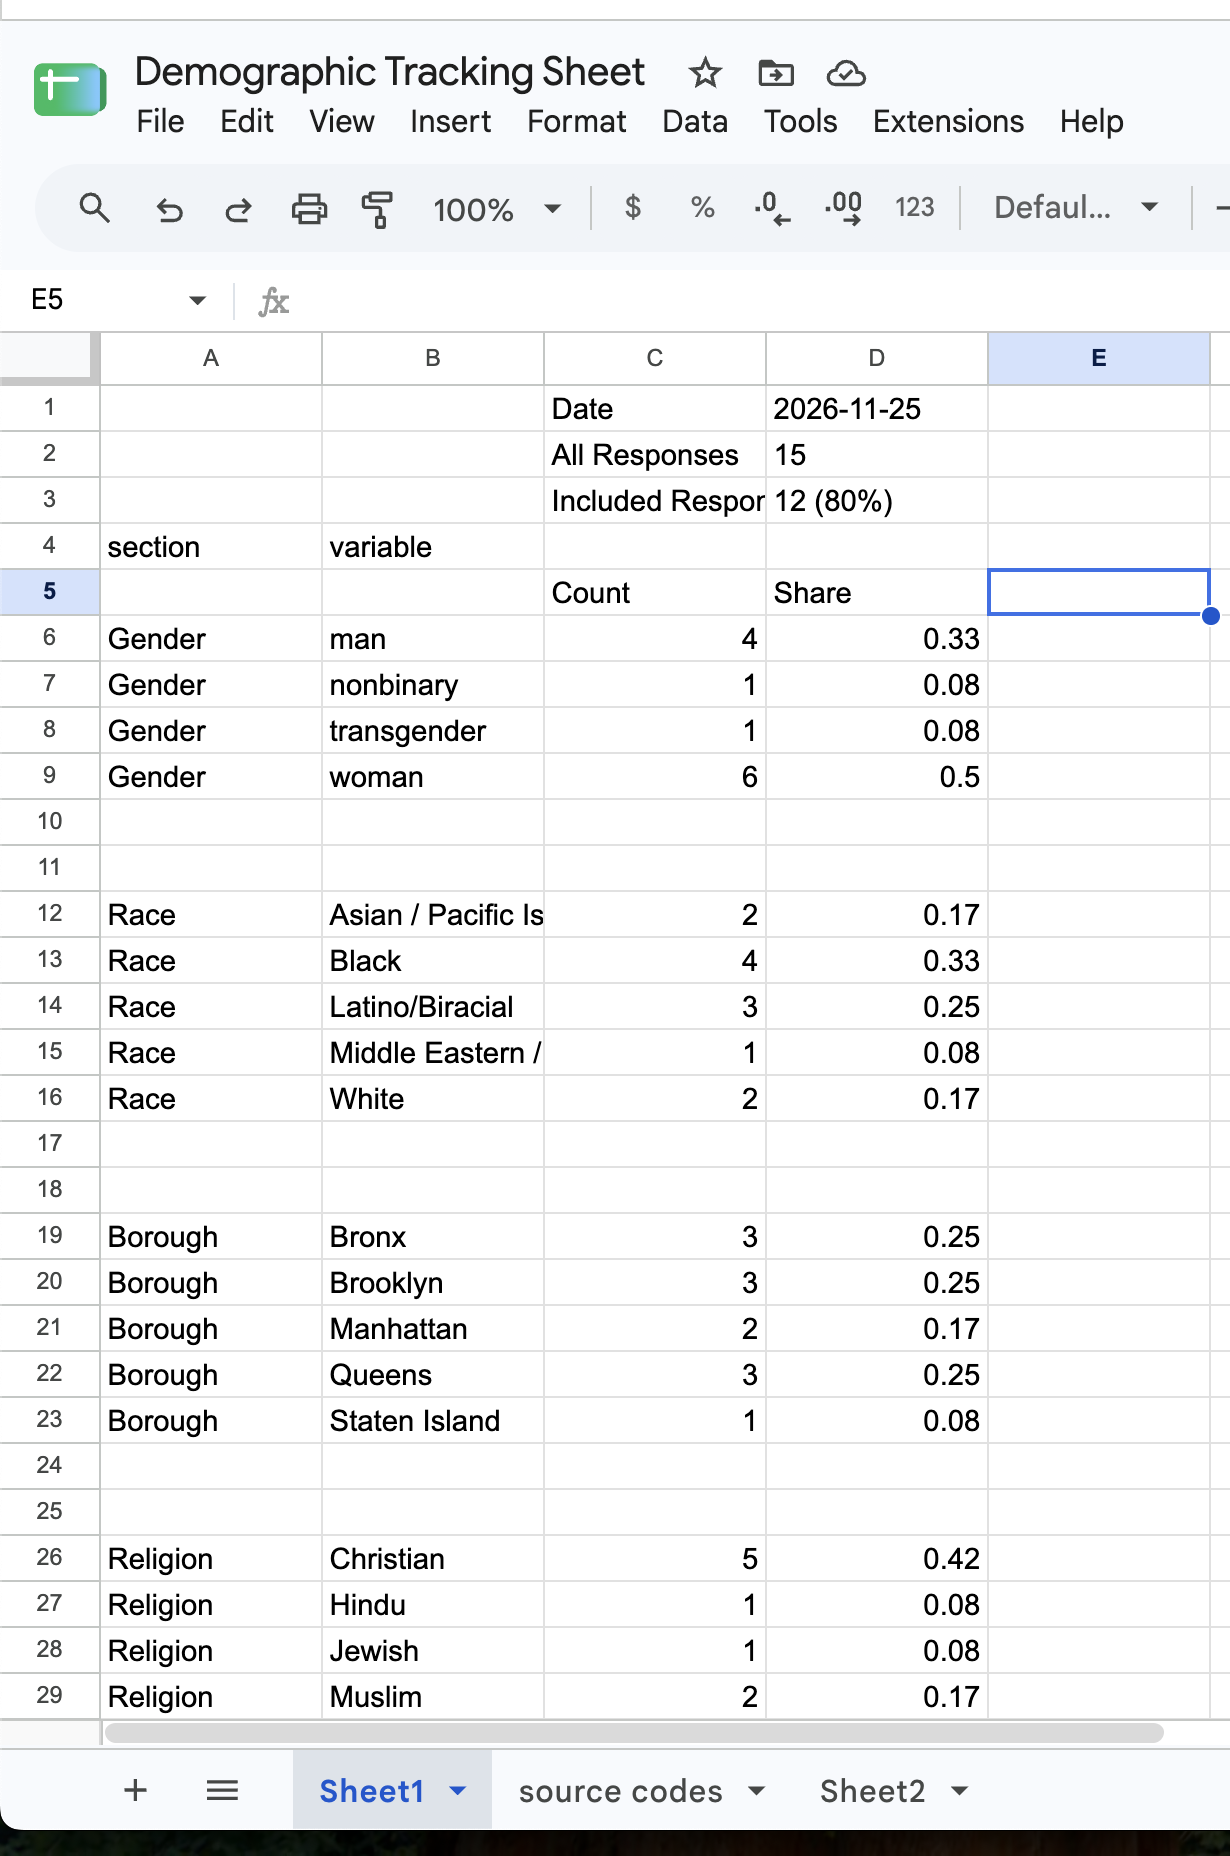 Demographic Tracking Sheet
File Edit View Insert Format Data Tools Extensions Help
100% $ % .0 .00 123 Defaul...
E5 fx
A B C D E
1 Date 2026-11-25
2 All Responses 15
3 Included Respor 12 (80%)
4 section variable
5 Count Share
6 Gender man 4 0.33
7 Gender nonbinary 1 0.08
8 Gender transgender 1 0.08
9 Gender woman 6 0.5
10
11
12 Race Asian / Pacific Is 2 0.17
13 Race Black 4 0.33
14 Race Latino/Biracial 3 0.25
15 Race Middle Eastern / 1 0.08
16 Race White 2 0.17
17
18
19 Borough Bronx 3 0.25
20 Borough Brooklyn 3 0.25
21 Borough Manhattan 2 0.17
22 Borough Queens 3 0.25
23 Borough Staten Island 1 0.08
24
25
26 Religion Christian 5 0.42
27 Religion Hindu 1 0.08
28 Religion Jewish 1 0.08
29 Religion Muslim 2 0.17
Sheet1 source codes Sheet2